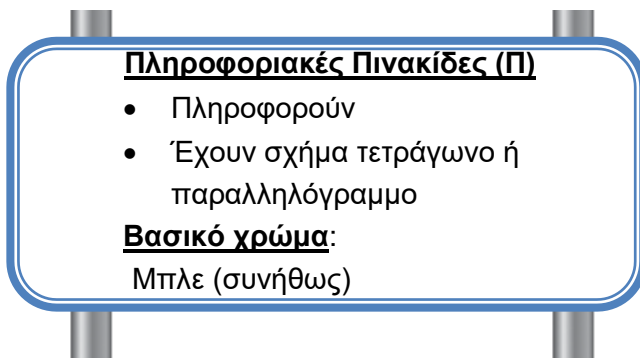 Πληροφοριακές Πινακίδες (Π)
• Πληροφορούν
• Έχουν σχήμα τετράγωνο ή
παραλληλόγραμμο
Βασικό χρώμα:
Μπλε (συνήθως)